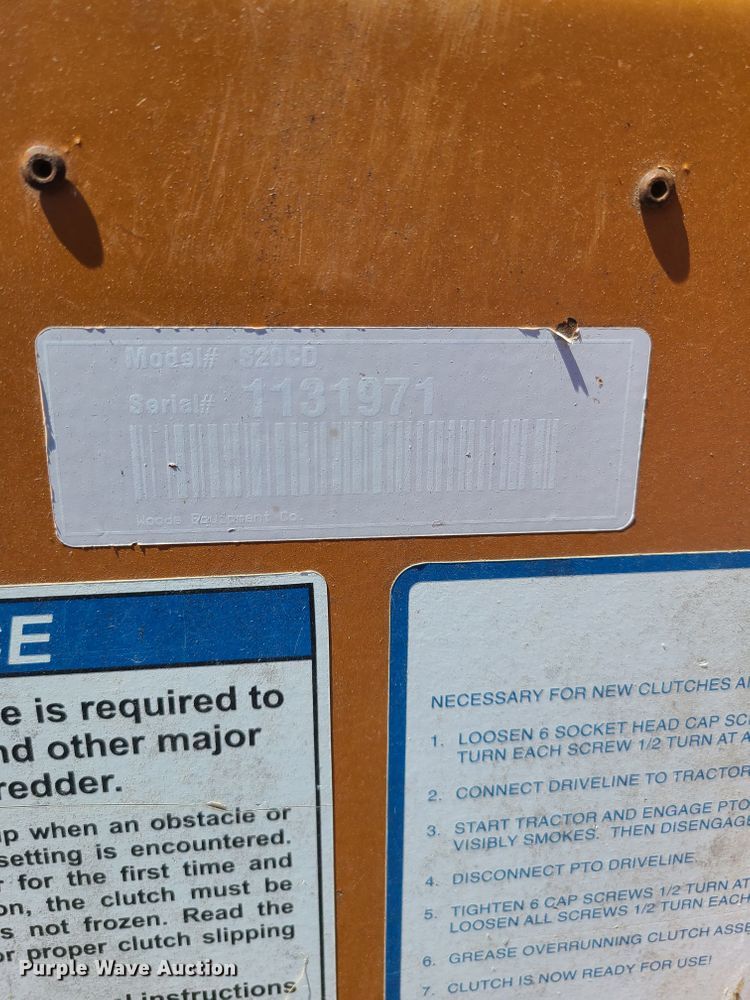 Model# S20CD
Serial# 1131971
Woods Equipment Co.
CE
e is required to
nd other major
redder.
up when an obstacle or
setting is encountered.
r for the first time and
on, the clutch must be
s not frozen. Read the
or proper clutch slipping
l instructions
NECESSARY FOR NEW CLUTCHES A
1. LOOSEN 6 SOCKET HEAD CAP SC
TURN EACH SCREW 1/2 TURN AT A
2. CONNECT DRIVELINE TO TRACTOR
3. START TRACTOR AND ENGAGE PTO
VISIBLY SMOKES. THEN DISENGAGE
4. DISCONNECT PTO DRIVELINE.
5. TIGHTEN 6 CAP SCREWS 1/2 TURN AT
LOOSEN ALL SCREWS 1/2 TURN EACH
6. GREASE OVERRUNNING CLUTCH ASSE
7. CLUTCH IS NOW READY FOR USE!
Purple Wave Auction